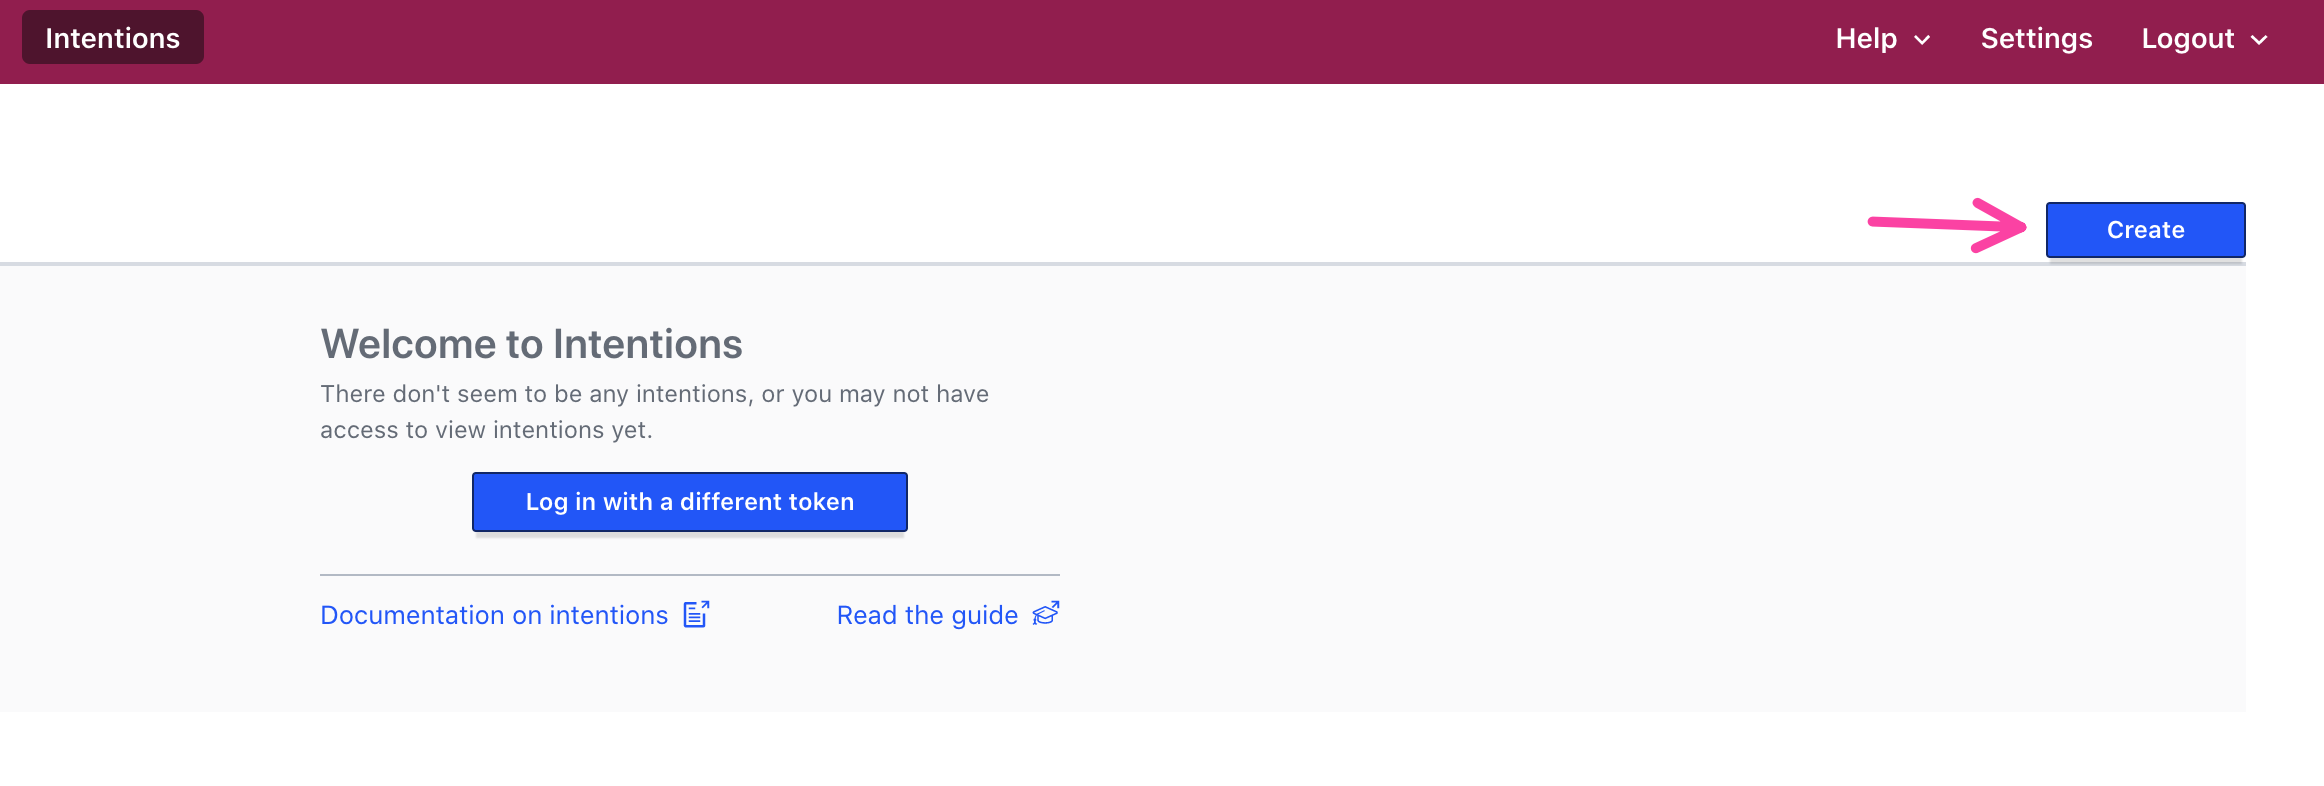 Intentions
Help
Settings
Logout
Create
Welcome to Intentions
There don't seem to be any intentions, or you may not have
access to view intentions yet.
Log in with a different token
Documentation on intentions
Read the guide